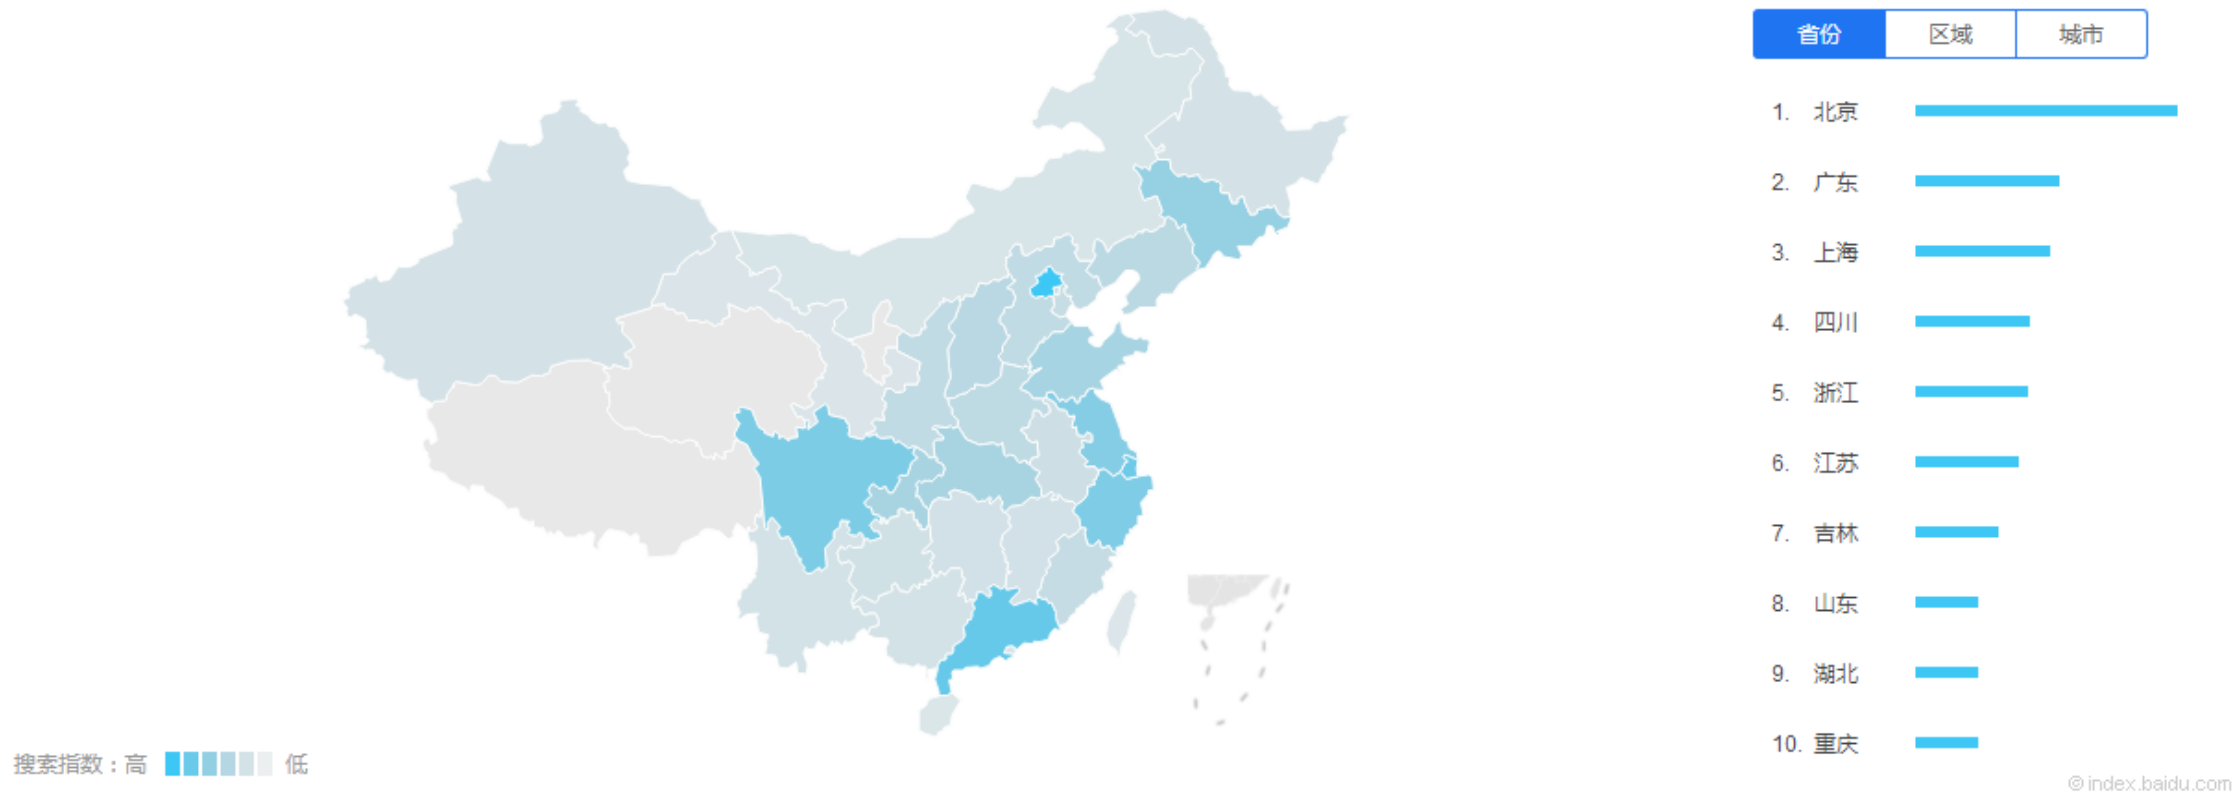 省份 区域 城市
1. 北京
2. 广东
3. 上海
4. 四川
5. 浙江
6. 江苏
7. 吉林
8. 山东
9. 湖北
10. 重庆
搜索指数：高 低
©index.baidu.com